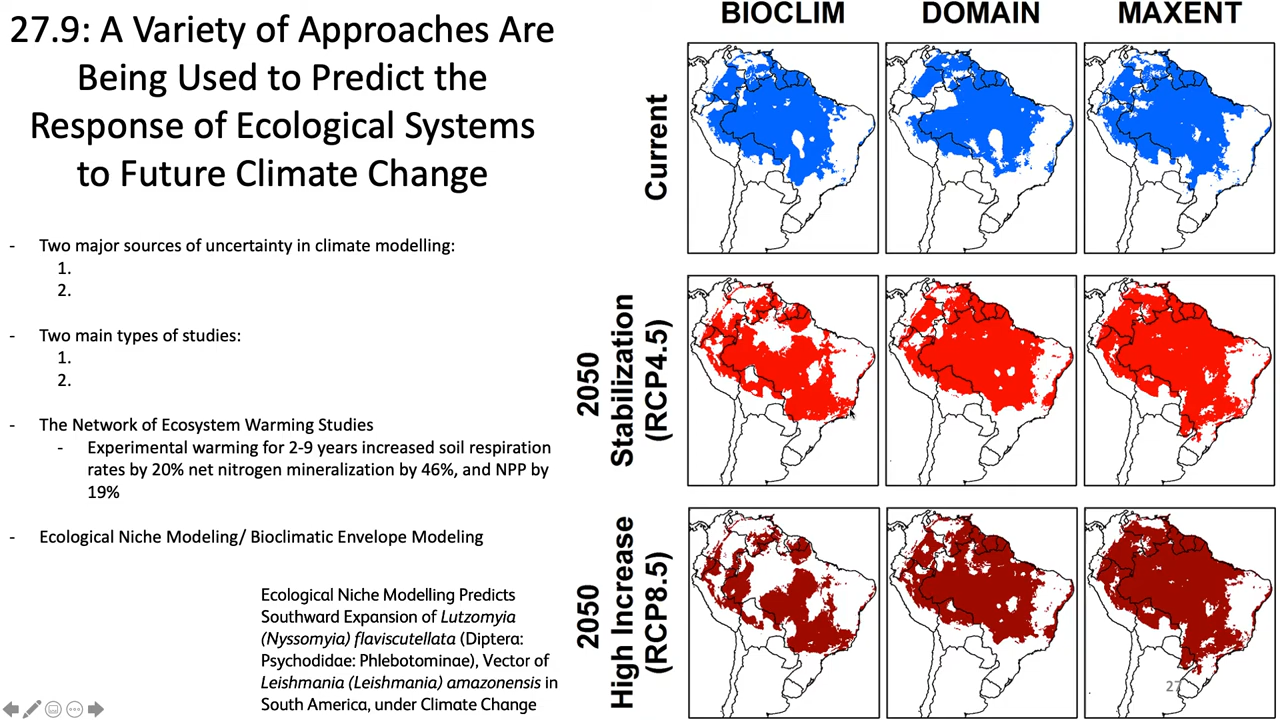 27.9: A Variety of Approaches Are
Being Used to Predict the
Response of Ecological Systems
to Future Climate Change
- Two major sources of uncertainty in climate modelling:
1.
2.
- Two main types of studies:
1.
2.
- The Network of Ecosystem Warming Studies
- Experimental warming for 2-9 years increased soil respiration
rates by 20% net nitrogen mineralization by 46%, and NPP by
19%
- Ecological Niche Modeling/ Bioclimatic Envelope Modeling
Ecological Niche Modelling Predicts
Southward Expansion of Lutzomyia
(Nyssomyia) flaviscutellata (Diptera:
Psychodidae: Phlebotominae), Vector of
Leishmania (Leishmania) amazonensis in
South America, under Climate Change
BIOCLIM DOMAIN MAXENT
Current
2050
Stabilization
(RCP4.5)
2050
High Increase
(RCP8.5)
27